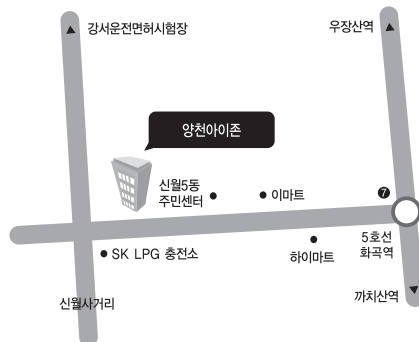 강서운전면허시험장
우장산역
양천아이존
신월5동
주민센터
이마트
7
5호선
화곡역
SK LPG 충전소
하이마트
까치산역
신월사거리